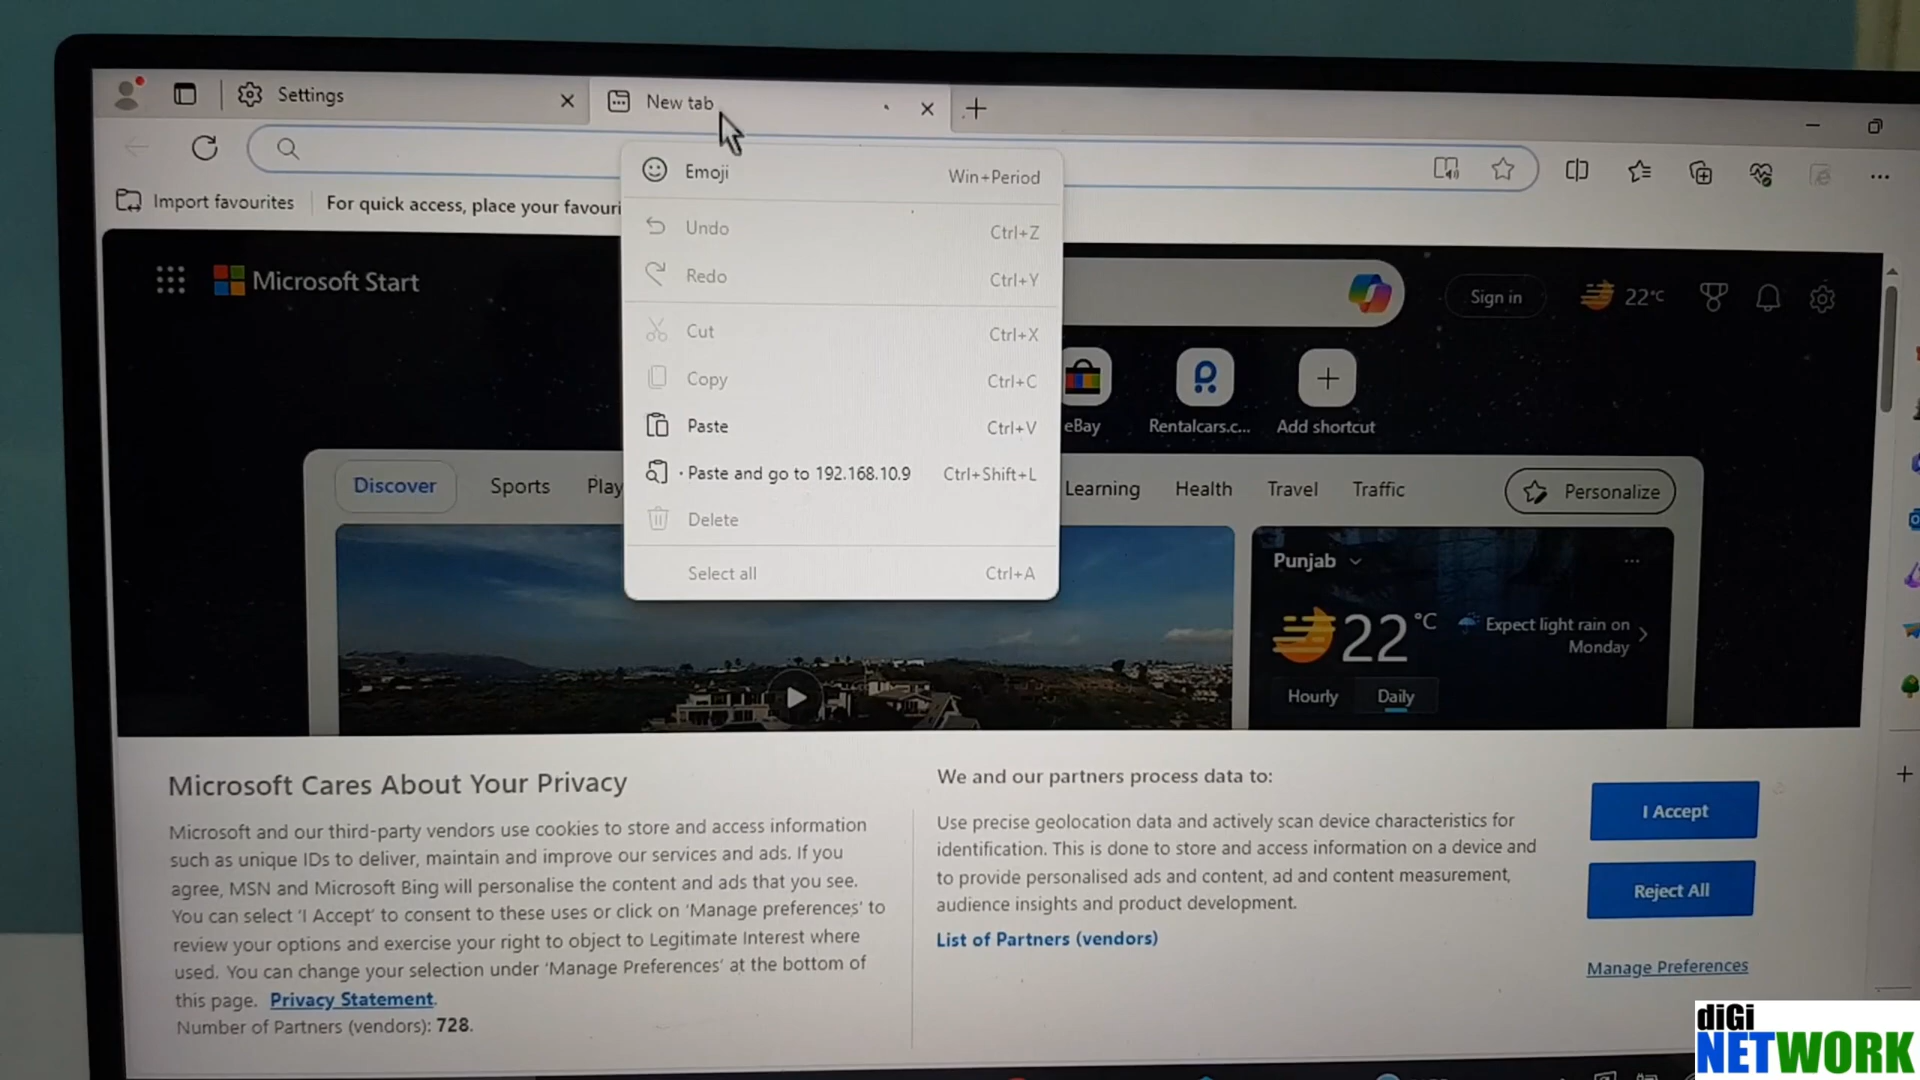 Settings
New tab
Import favourites
For quick access, place your favouri
Emoji Win+Period
Undo Ctrl+Z
Redo Ctrl+Y
Cut Ctrl+X
Copy Ctrl+C
Paste Ctrl+V
Paste and go to 192.168.10.9 Ctrl+Shift+L
Delete
Select all Ctrl+A
Microsoft Start
Sign in
22°C
eBay
Rentalcars.c...
Add shortcut
Discover Sports Play Learning Health Travel Traffic
Personalize
Punjab
22 °C
Expect light rain on
Monday
Hourly Daily
Microsoft Cares About Your Privacy
Microsoft and our third-party vendors use cookies to store and access information
such as unique IDs to deliver, maintain and improve our services and ads. If you
agree, MSN and Microsoft Bing will personalise the content and ads that you see.
You can select 'I Accept' to consent to these uses or click on 'Manage preferences' to
review your options and exercise your right to object to Legitimate Interest where
used. You can change your selection under 'Manage Preferences' at the bottom of
this page. Privacy Statement.
Number of Partners (vendors): 728.
We and our partners process data to:
Use precise geolocation data and actively scan device characteristics for
identification. This is done to store and access information on a device and
to provide personalised ads and content, ad and content measurement,
audience insights and product development.
List of Partners (vendors)
I Accept
Reject All
Manage Preferences
diGi
NETWORK